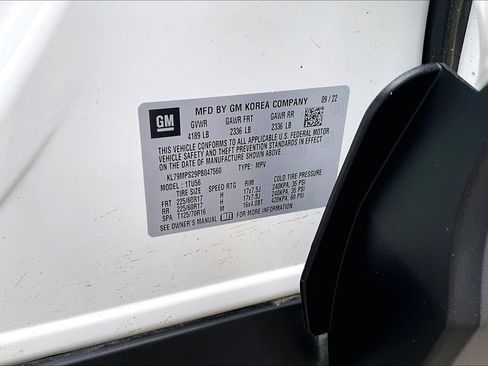 MFD BY GM KOREA COMPANY 09 / 22
GM
GVWR GAWR FRT GAWR RR
4189 LB 2336 LB 2336 LB
THIS VEHICLE CONFORMS TO ALL APPLICABLE U.S. FEDERAL MOTOR
VEHICLE SAFETY AND THEFT PREVENTION STANDARDS IN EFFECT
ON THE DATE OF MANUFACTURE SHOWN ABOVE.
KL79MPS29PB047560 TYPE: MPV
MODEL: 1TU56
TIRE SIZE SPEED RTG RIM COLD TIRE PRESSURE
FRT 225/60R17 H 17x7.5J 240KPA, 35 PSI
RR 225/60R17 H 17x7.5J 240KPA, 35 PSI
SPA T125/70R16 M 16x4.0BT 420KPA, 60 PSI
SEE OWNER'S MANUAL FOR MORE INFORMATION.